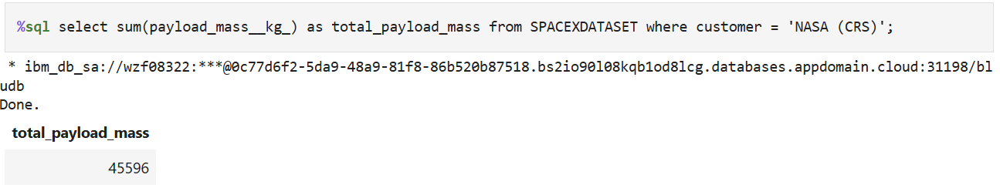 %sql select sum(payload_mass__kg_) as total_payload_mass from SPACEXDATASET where customer = 'NASA (CRS)';
* ibm_db_sa://wzf08322:***@0c77d6f2-5da9-48a9-81f8-86b520b87518.bs2io90l08kqb1od8lcg.databases.appdomain.cloud:31198/bl
udb
Done.
total_payload_mass
45596